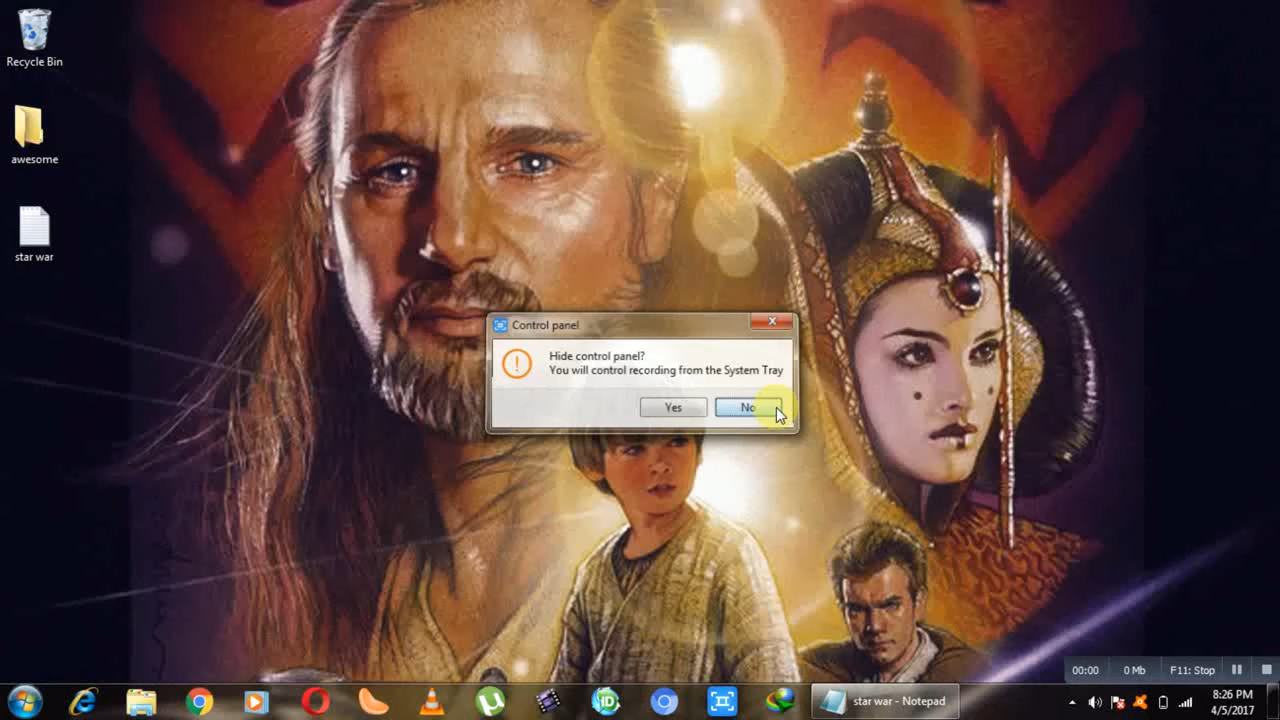 Recycle Bin
awesome
star war
Control panel
Hide control panel?
You will control recording from the System Tray
Yes
No
00:00
0 Mb
F11: Stop
star war - Notepad
8:26 PM
4/5/2017